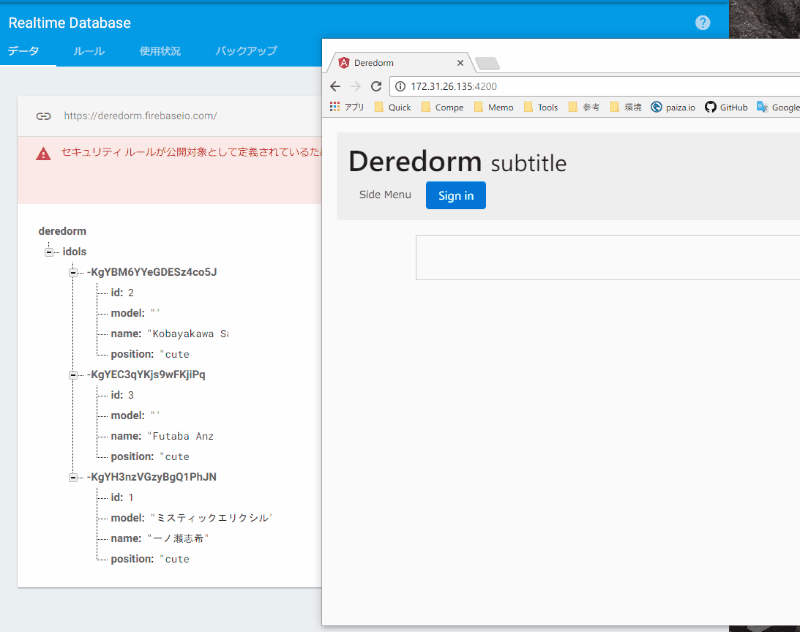 Realtime Database
?
データ ルール 使用状況 バックアップ
https://deredorm.firebaseio.com/
セキュリティ ルールが公開対象として定義されているため
deredorm
idols
-KgYBM6YYeGDESz4co5J
id: 2
model: "'
name: "Kobayakawa Sa
position: "cute
-KgYEC3qYKjs9wFKjiPq
id: 3
model: "'
name: "Futaba Anz
position: "cute
-KgYH3nzVGzyBgQ1PhJN
id: 1
model: "ミスティックエリクシル'
name: "一ノ瀬志希"
position: "cute
Deredorm
172.31.26.135:4200
アプリ Quick Compe Memo Tools 参考 環境 paiza.io GitHub Google
Deredorm subtitle
Side Menu Sign in